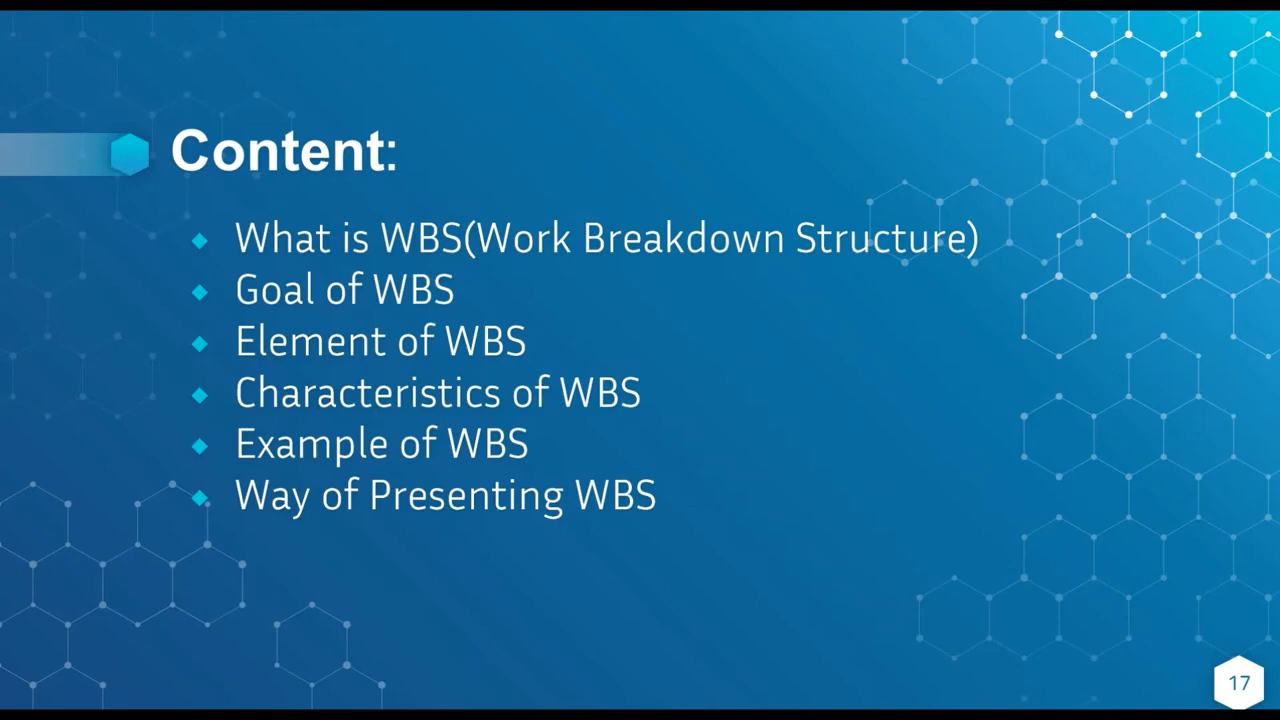 Content:
What is WBS(Work Breakdown Structure)
Goal of WBS
Element of WBS
Characteristics of WBS
Example of WBS
Way of Presenting WBS
17